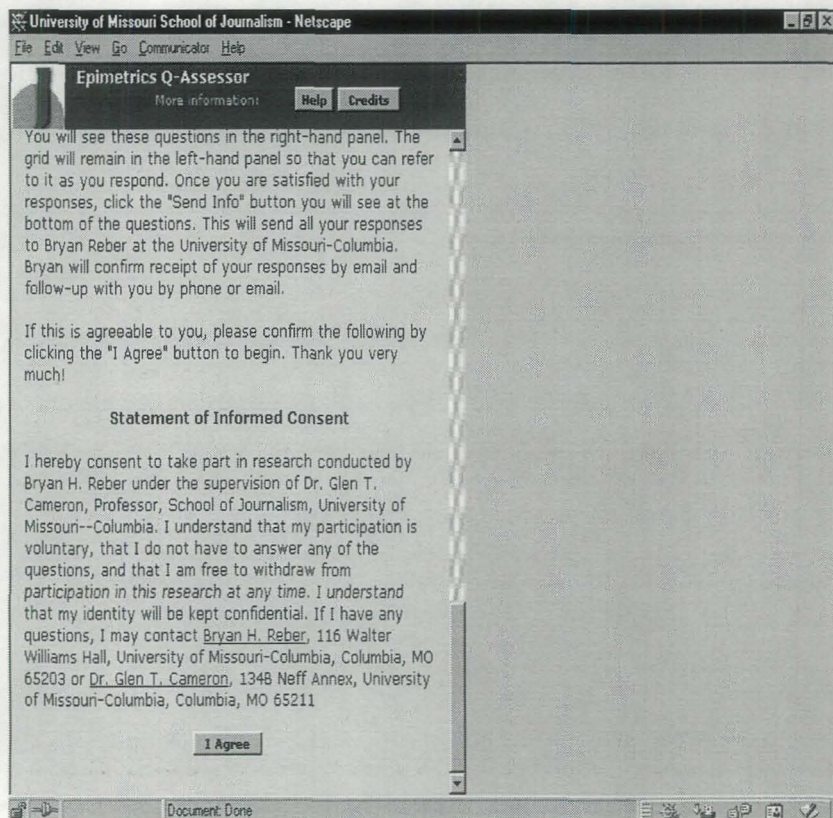 University of Missouri School of Journalism - Netscape
File Edit View Go Communicator Help
Epimetrics Q-Assessor
More information: Help Credits
You will see these questions in the right-hand panel. The
grid will remain in the left-hand panel so that you can refer
to it as you respond. Once you are satisfied with your
responses, click the "Send Info" button you will see at the
bottom of the questions. This will send all your responses
to Bryan Reber at the University of Missouri-Columbia.
Bryan will confirm receipt of your responses by email and
follow-up with you by phone or email.
If this is agreeable to you, please confirm the following by
clicking the "I Agree" button to begin. Thank you very
much!
Statement of Informed Consent
I hereby consent to take part in research conducted by
Bryan H. Reber under the supervision of Dr. Glen T.
Cameron, Professor, School of Journalism, University of
Missouri--Columbia. I understand that my participation is
voluntary, that I do not have to answer any of the
questions, and that I am free to withdraw from
participation in this research at any time. I understand
that my identity will be kept confidential. If I have any
questions, I may contact Bryan H. Reber, 116 Walter
Williams Hall, University of Missouri-Columbia, Columbia, MO
65203 or Dr. Glen T. Cameron, 134B Neff Annex, University
of Missouri-Columbia, Columbia, MO 65211
I Agree
Document: Done